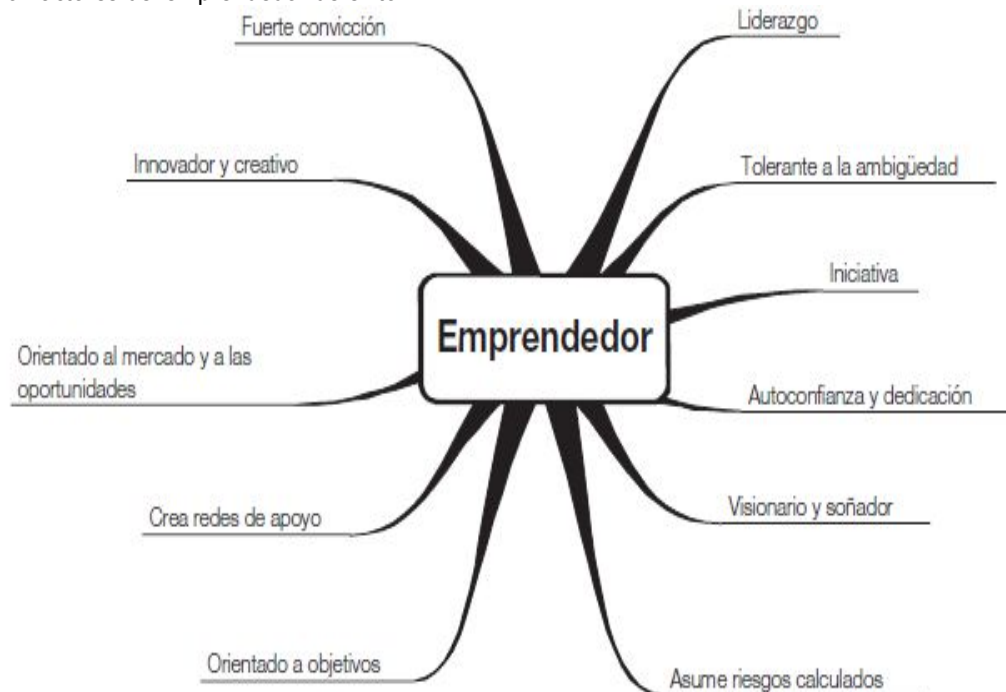 Fuerte convicción
Liderazgo
Innovador y creativo
Tolerante a la ambigüedad
Iniciativa
Emprendedor
Orientado al mercado y a las
oportunidades
Autoconfianza y dedicación
Crea redes de apoyo
Visionario y soñador
Orientado a objetivos
Asume riesgos calculados